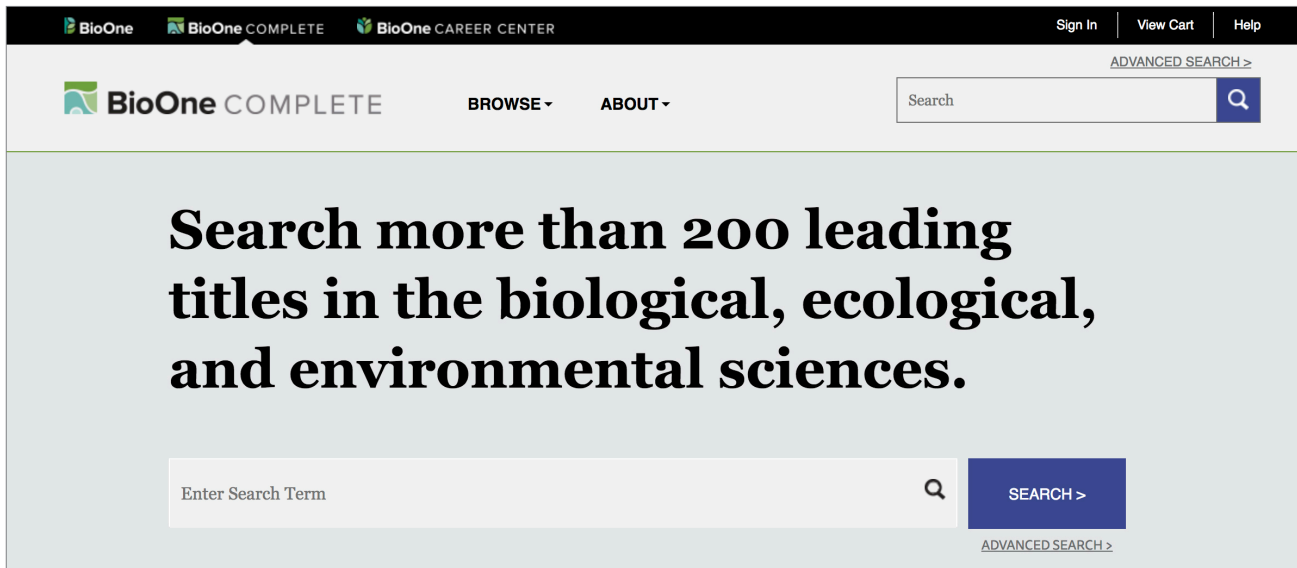 BioOne BioOne COMPLETE BioOne CAREER CENTER Sign In View Cart Help
ADVANCED SEARCH >
BioOne COMPLETE BROWSE ABOUT Search
Search more than 200 leading
titles in the biological, ecological,
and environmental sciences.
Enter Search Term SEARCH >
ADVANCED SEARCH >